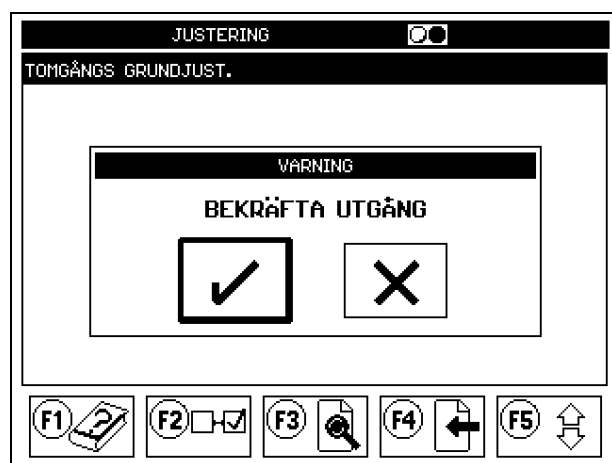 JUSTERING
TOMGÅNGS GRUNDJUST.
VARNING
BEKRÄFTA UTGÅNG
F1 ? F2 F3 F4 F5